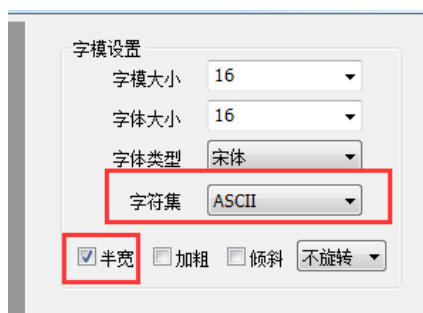 字模设置
字模大小 16
字体大小 16
字体类型 宋体
字符集 ASCII
半宽 加粗 倾斜 不旋转